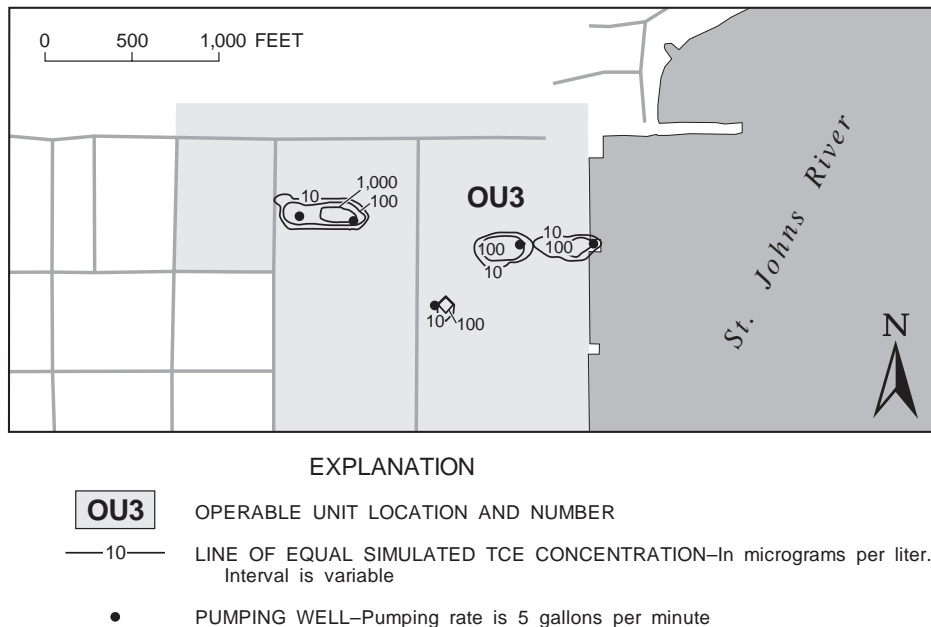 0 500 1,000 FEET
St. Johns River
N
OU3
10
1,000
100
10
100
100
10
10
100
EXPLANATION
OU3 OPERABLE UNIT LOCATION AND NUMBER
10 LINE OF EQUAL SIMULATED TCE CONCENTRATION–In micrograms per liter.
Interval is variable
PUMPING WELL–Pumping rate is 5 gallons per minute